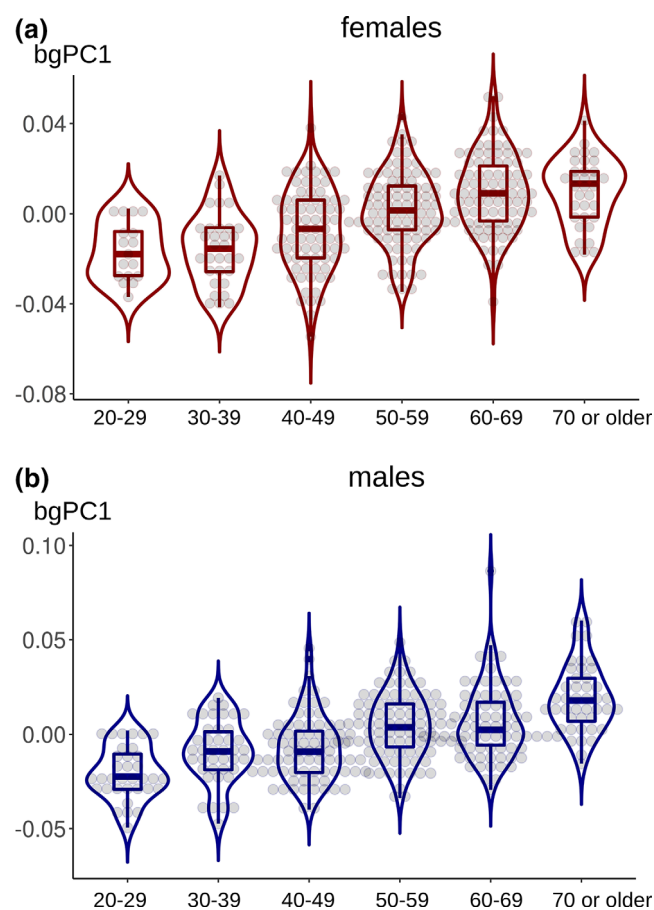 (a) females
bgPC1
0.04
0.00
-0.04
-0.08
20-29 30-39 40-49 50-59 60-69 70 or older
(b) males
bgPC1
0.10
0.05
0.00
-0.05
20-29 30-39 40-49 50-59 60-69 70 or older